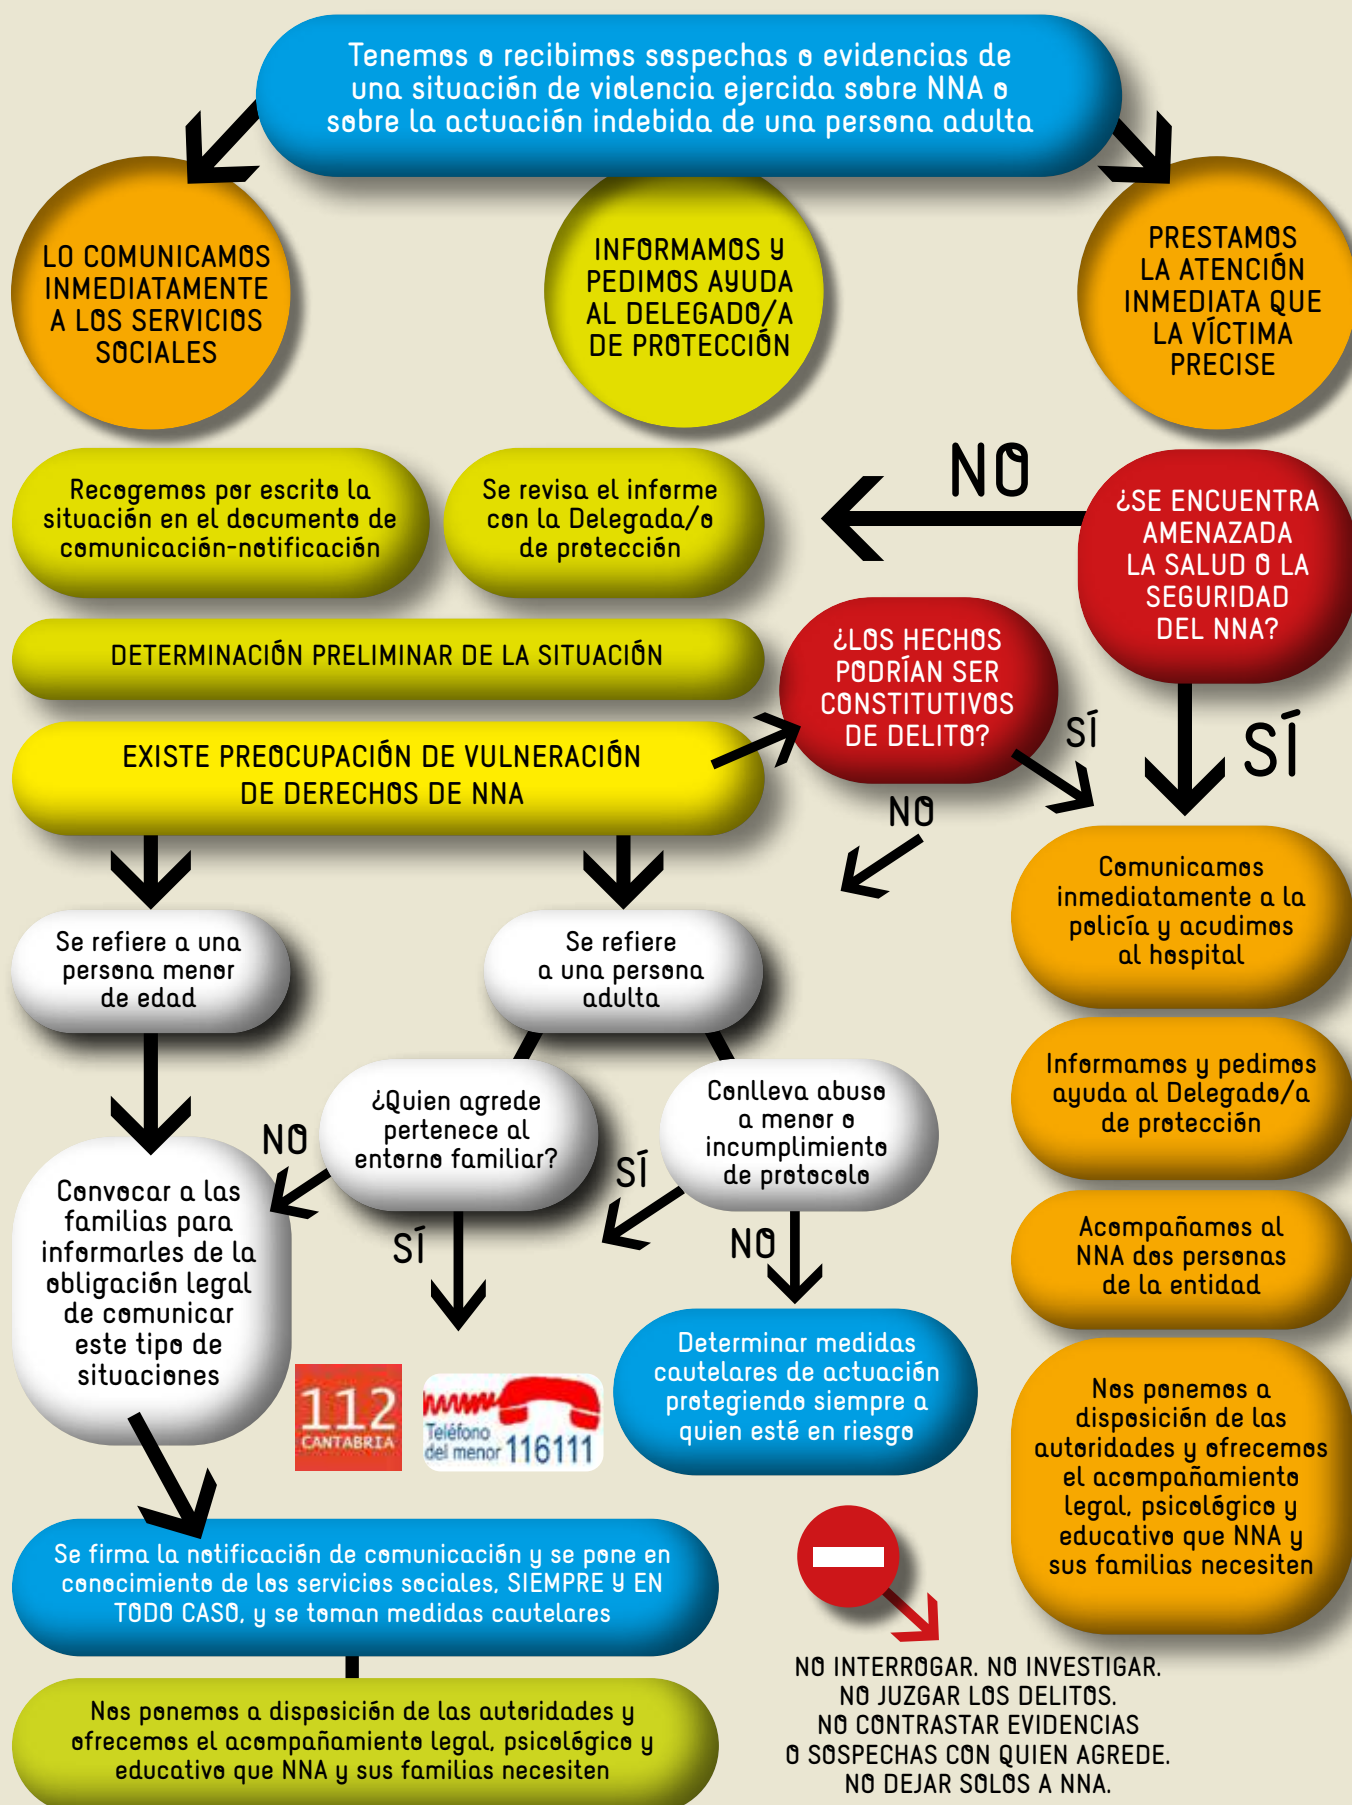 Tenemos o recibimos sospechas o evidencias de
una situación de violencia ejercida sobre NNA o
sobre la actuación indebida de una persona adulta
LO COMUNICAMOS
INMEDIATAMENTE
A LOS SERVICIOS
SOCIALES
INFORMAMOS Y
PEDIMOS AYUDA
AL DELEGADO/A
DE PROTECCIÓN
PRESTAMOS
LA ATENCIÓN
INMEDIATA QUE
LA VÍCTIMA
PRECISE
Recogemos por escrito la
situación en el documento de
comunicación-notificación
Se revisa el informe
con la Delegada/o
de protección
NO
¿SE ENCUENTRA
AMENAZADA
LA SALUD O LA
SEGURIDAD
DEL NNA?
DETERMINACIÓN PRELIMINAR DE LA SITUACIÓN
¿LOS HECHOS
PODRÍAN SER
CONSTITUTIVOS
DE DELITO?
SÍ
SÍ
EXISTE PREOCUPACIÓN DE VULNERACIÓN
DE DERECHOS DE NNA
NO
Comunicamos
inmediatamente a la
policía y acudimos
al hospital
Se refiere a una
persona menor
de edad
Se refiere
a una persona
adulta
Informamos y pedimos
ayuda al Delegado/a
de protección
¿Quien agrede
pertenece al
entorno familiar?
Conlleva abuso
a menor o
incumplimiento
de protocolo
NO
SÍ
SÍ
NO
Convocar a las
familias para
informarles de la
obligación legal
de comunicar
este tipo de
situaciones
Acompañamos al
NNA dos personas
de la entidad
112
CANTABRIA
Teléfono
del menor 116111
Determinar medidas
cautelares de actuación
protegiendo siempre a
quien esté en riesgo
Nos ponemos a
disposición de las
autoridades y ofrecemos
el acompañamiento
legal, psicológico y
educativo que NNA y
sus familias necesiten
Se firma la notificación de comunicación y se pone en
conocimiento de los servicios sociales, SIEMPRE Y EN
TODO CASO, y se toman medidas cautelares
Nos ponemos a disposición de las autoridades y
ofrecemos el acompañamiento legal, psicológico y
educativo que NNA y sus familias necesiten
NO INTERROGAR. NO INVESTIGAR.
NO JUZGAR LOS DELITOS.
NO CONTRASTAR EVIDENCIAS
O SOSPECHAS CON QUIEN AGREDE.
NO DEJAR SOLOS A NNA.